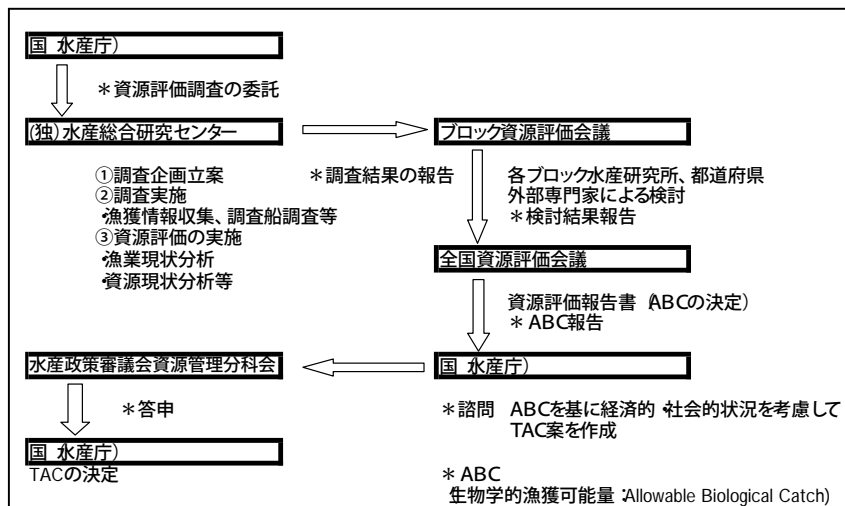 国(水産庁)
＊資源評価調査の委託
(独)水産総合研究センター
ブロック資源評価会議
①調査企画立案
②調査実施
・漁獲情報収集、調査船調査等
③資源評価の実施
・漁業現状分析
・資源現状分析等
＊調査結果の報告
各ブロック水産研究所、都道府県
外部専門家による検討
＊検討結果報告
全国資源評価会議
資源評価報告書(ABCの決定)
＊ABC報告
水産政策審議会資源管理分科会
国(水産庁)
＊答申
＊諮問　ABCを基に経済的・社会的状況を考慮して
TAC案を作成
国(水産庁)
TACの決定
＊ABC
(生物学的漁獲可能量:Allowable Biological Catch)